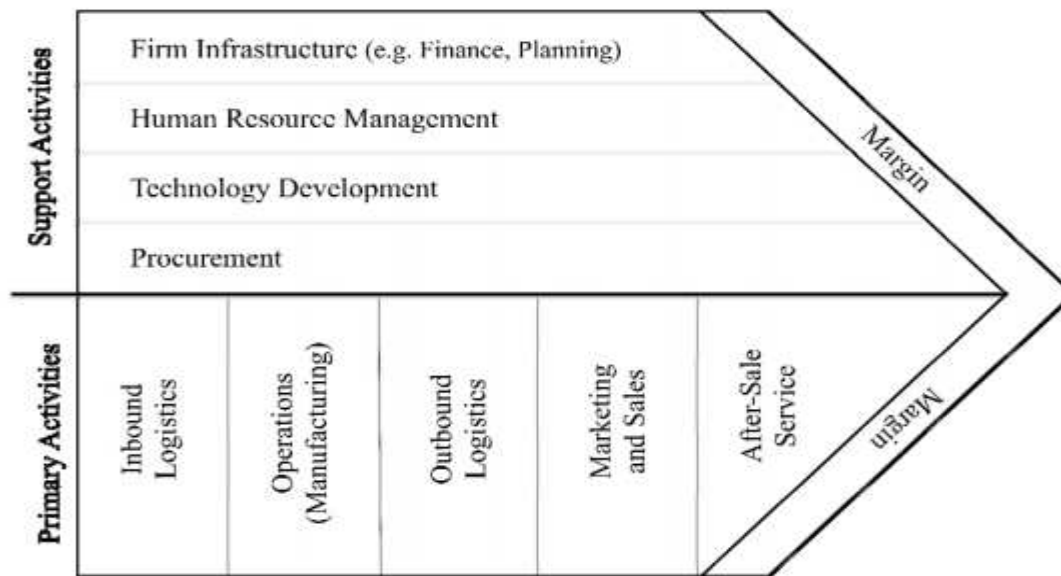 Support Activities
Firm Infrastructure (e.g. Finance, Planning)
Human Resource Management
Technology Development
Procurement
Margin
Primary Activities
Inbound
Logistics
Operations
(Manufacturing)
Outbound
Logistics
Marketing
and Sales
After-Sale
Service
Margin